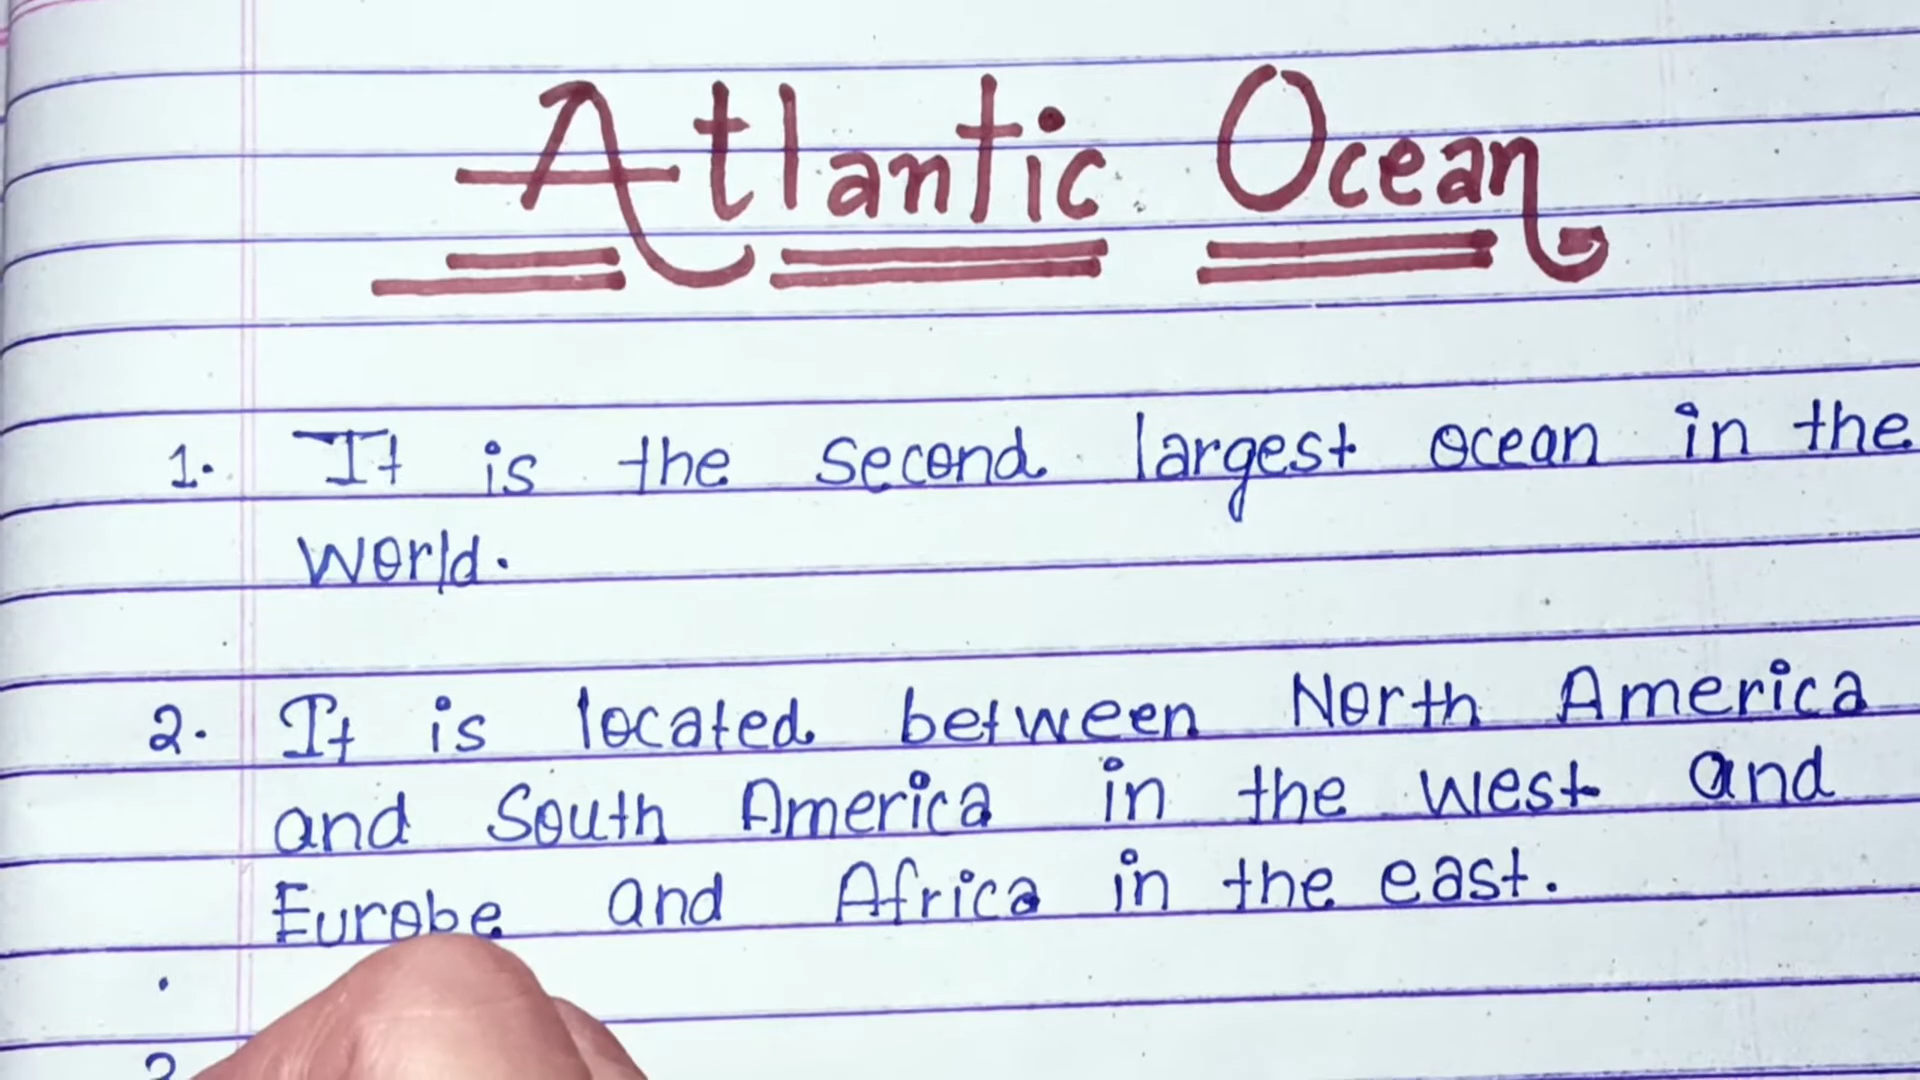 Atlantic Ocean
1. It is the second largest ocean in the
world.
2. It is located between North America
and South America in the west and
Europe and Africa in the east.